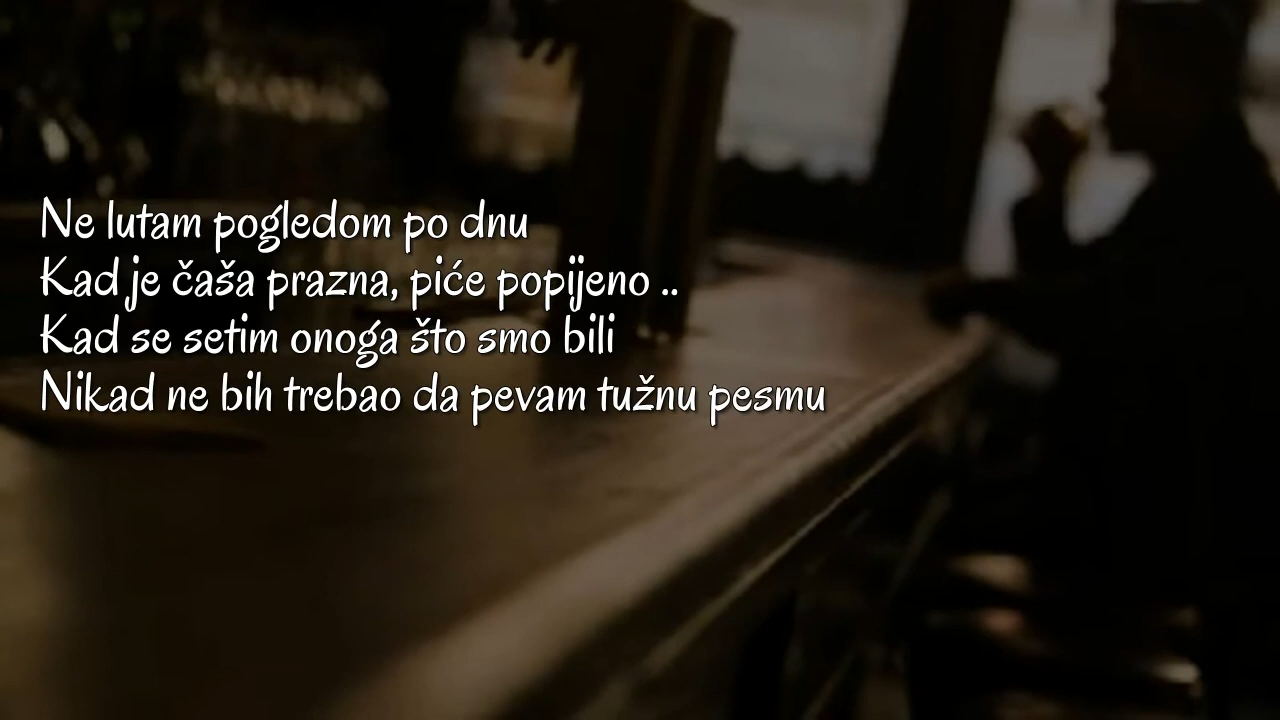 Ne lutam pogledom po dnu
Kad je čaša prazna, piće popijeno ..
Kad se setim onoga što smo bili
Nikad ne bih trebao da pevam tužnu pesmu